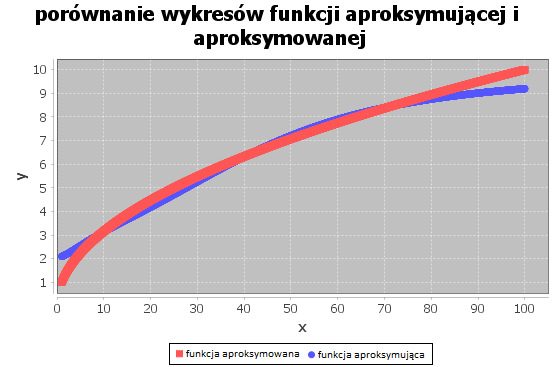 porównanie wykresów funkcji aproksymującej i
aproksymowanej
10
9
8
7
6
5
4
3
2
1
y
0 10 20 30 40 50 60 70 80 90 100
x
funkcja aproksymowana funkcja aproksymująca